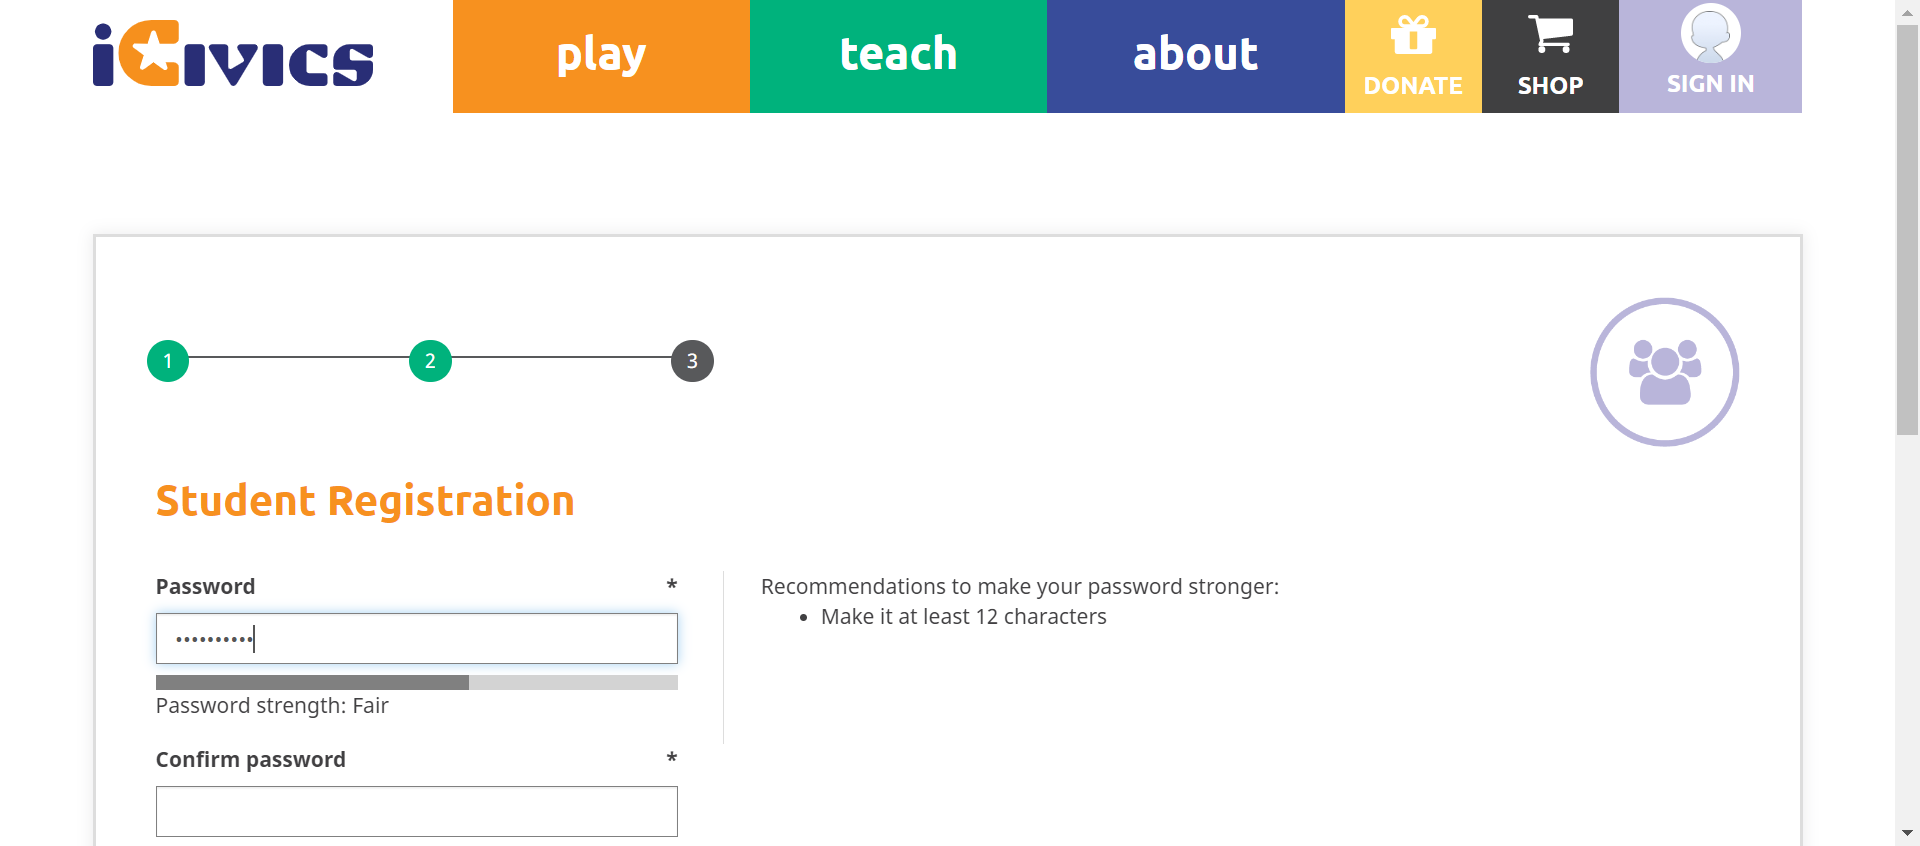 iCivics
play
teach
about
DONATE
SHOP
SIGN IN
1
2
3
Student Registration
Password *
••••••••••
Password strength: Fair
Recommendations to make your password stronger:
• Make it at least 12 characters
Confirm password *